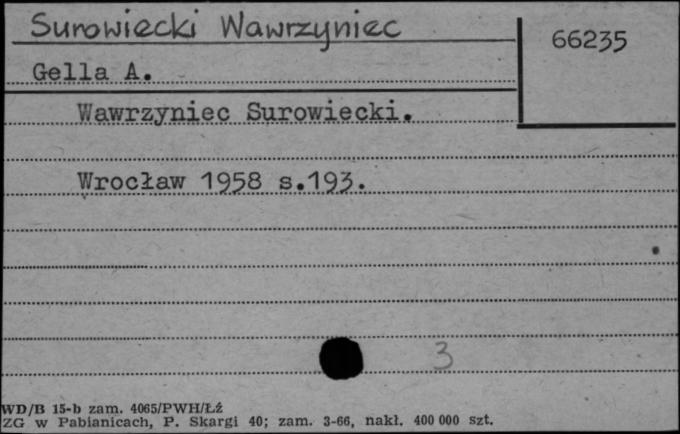 Surowiecki Wawrzyniec
66235
Gella A.
Wawrzyniec Surowiecki.
Wrocław 1958 s.193.
3
WD/B 15-b zam. 4065/PWH/Łź
ZG w Pabianicach, P. Skargi 40; zam. 3-66, nakł. 400 000 szt.